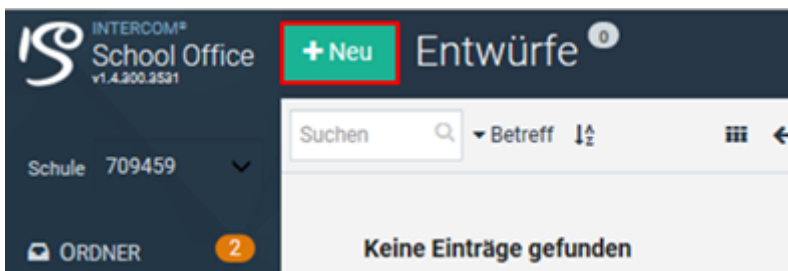 INTERCOM®
School Office
v1.4.300.3531
+ Neu
Entwürfe 0
Suchen
Betreff
Schule 709459
ORDNER 2
Keine Einträge gefunden